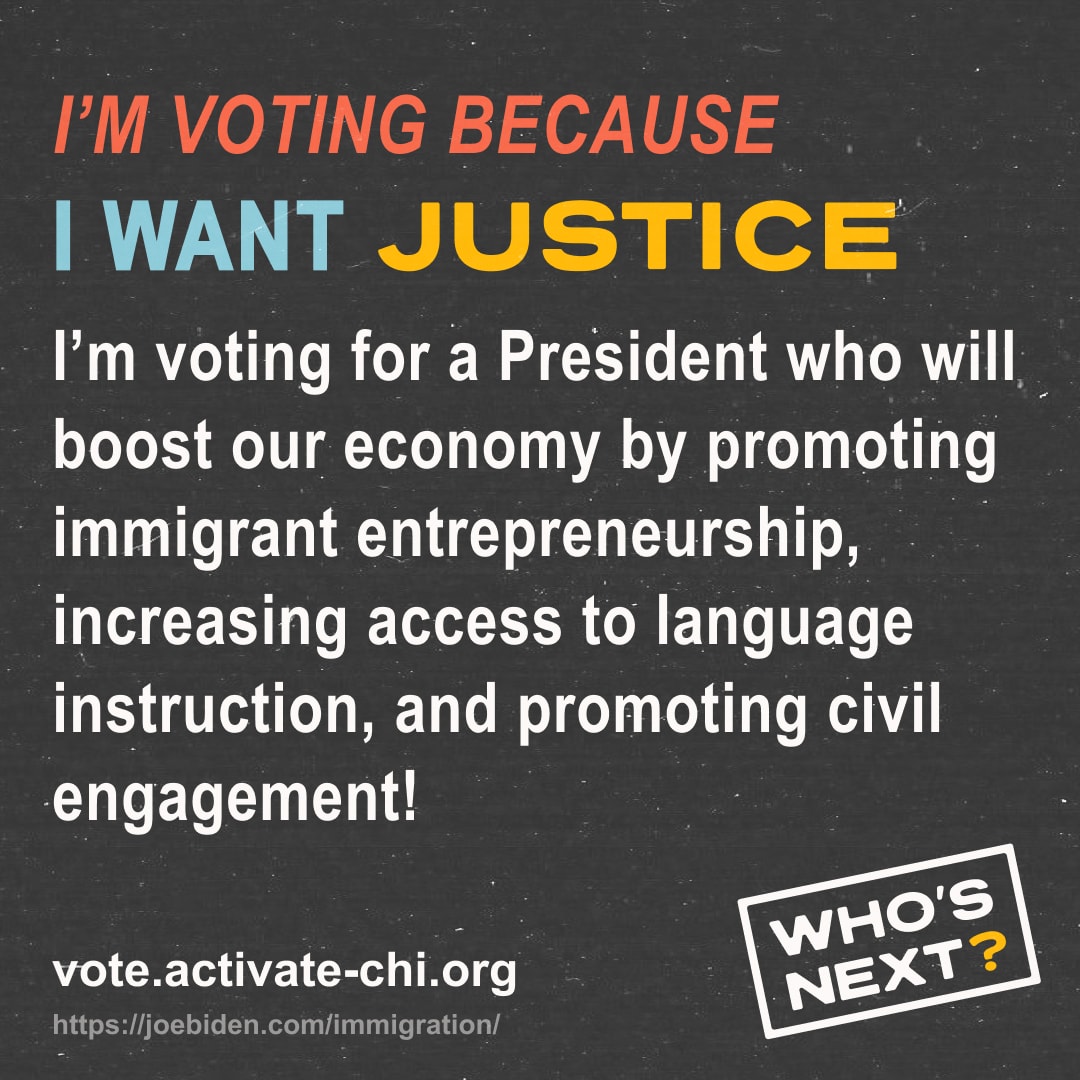 I’M VOTING BECAUSE
I WANT JUSTICE
I’m voting for a President who will
boost our economy by promoting
immigrant entrepreneurship,
increasing access to language
instruction, and promoting civil
engagement!
WHO'S
NEXT?
vote.activate-chi.org
https://joebiden.com/immigration/